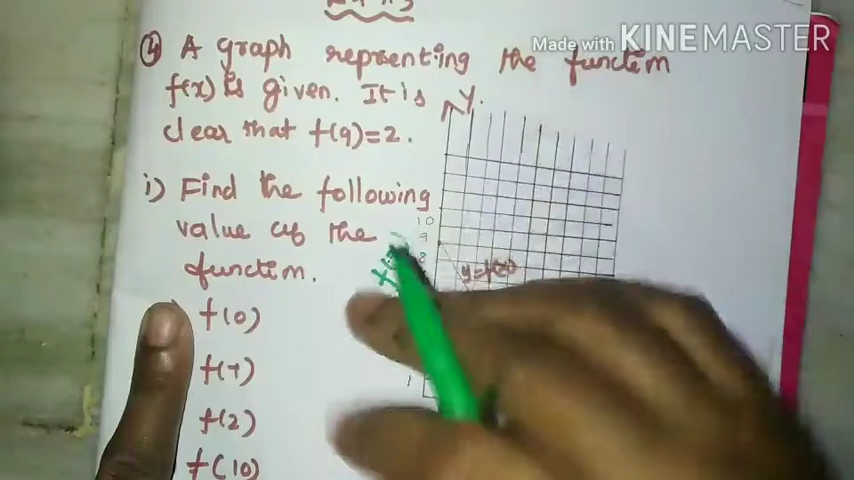 Made with KINEMASTER
④ A graph reprsenting the function
f(x) is given. It is
clear that f(9)=2.
Y
i) Find the following
value of the
function.
10
9
8
1
f(0)
f(7)
f(2)
f(10)